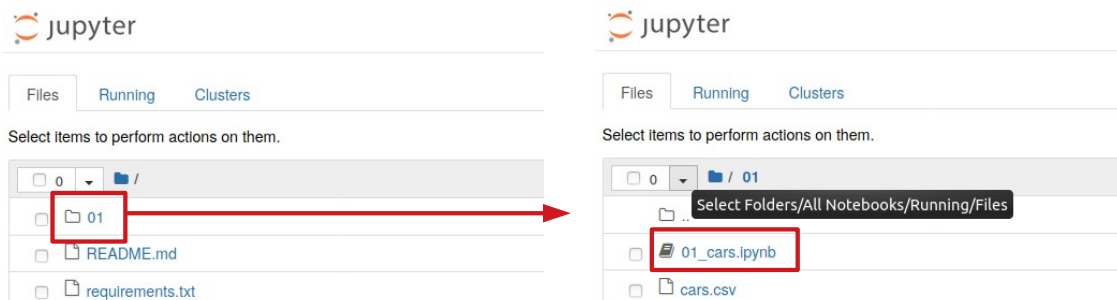 jupyter
Files Running Clusters
Select items to perform actions on them.
0 /
01
README.md
requirements.txt
jupyter
Files Running Clusters
Select items to perform actions on them.
0 / 01
Select Folders/All Notebooks/Running/Files
..
01_cars.ipynb
cars.csv